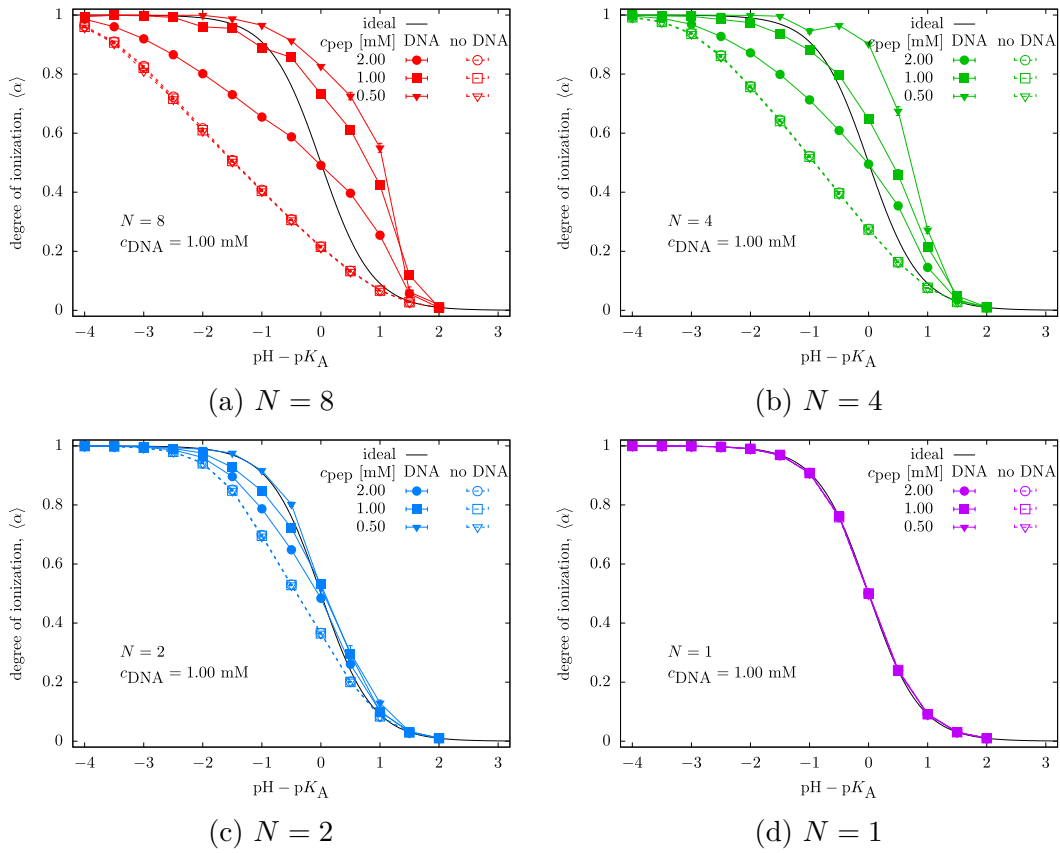 degree of ionization, ⟨α⟩
ideal
c_pep [mM] DNA no DNA
2.00
1.00
0.50
1
0.8
0.6
0.4
0.2
0
N = 8
c_DNA = 1.00 mM
−4 −3 −2 −1 0 1 2 3
pH − pK_A
(a) N = 8
degree of ionization, ⟨α⟩
ideal
c_pep [mM] DNA no DNA
2.00
1.00
0.50
1
0.8
0.6
0.4
0.2
0
N = 4
c_DNA = 1.00 mM
−4 −3 −2 −1 0 1 2 3
pH − pK_A
(b) N = 4
degree of ionization, ⟨α⟩
ideal
c_pep [mM] DNA no DNA
2.00
1.00
0.50
1
0.8
0.6
0.4
0.2
0
N = 2
c_DNA = 1.00 mM
−4 −3 −2 −1 0 1 2 3
pH − pK_A
(c) N = 2
degree of ionization, ⟨α⟩
ideal
c_pep [mM] DNA no DNA
2.00
1.00
0.50
1
0.8
0.6
0.4
0.2
0
N = 1
c_DNA = 1.00 mM
−4 −3 −2 −1 0 1 2 3
pH − pK_A
(d) N = 1